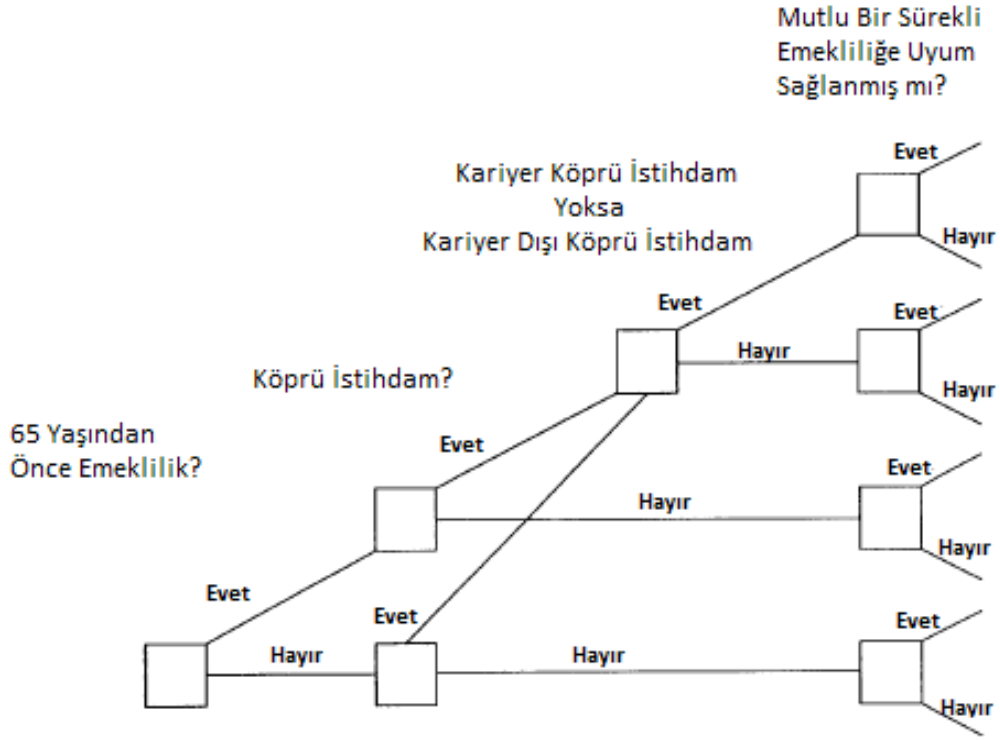 Mutlu Bir Sürekli
Emekliliğe Uyum
Sağlanmış mı?
Evet
Hayır
Kariyer Köprü İstihdam
Yoksa
Kariyer Dışı Köprü İstihdam
Evet
Hayır
Evet
Hayır
Köprü İstihdam?
65 Yaşından
Önce Emeklilik?
Evet
Hayır
Evet
Hayır
Evet
Hayır
Evet
Hayır
Evet
Hayır